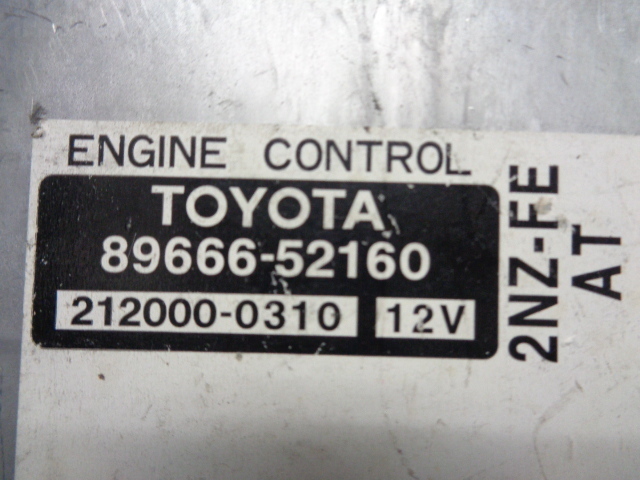 ENGINE CONTROL
TOYOTA
89666-52160
212000-0310 12V
2NZ-FE
AT